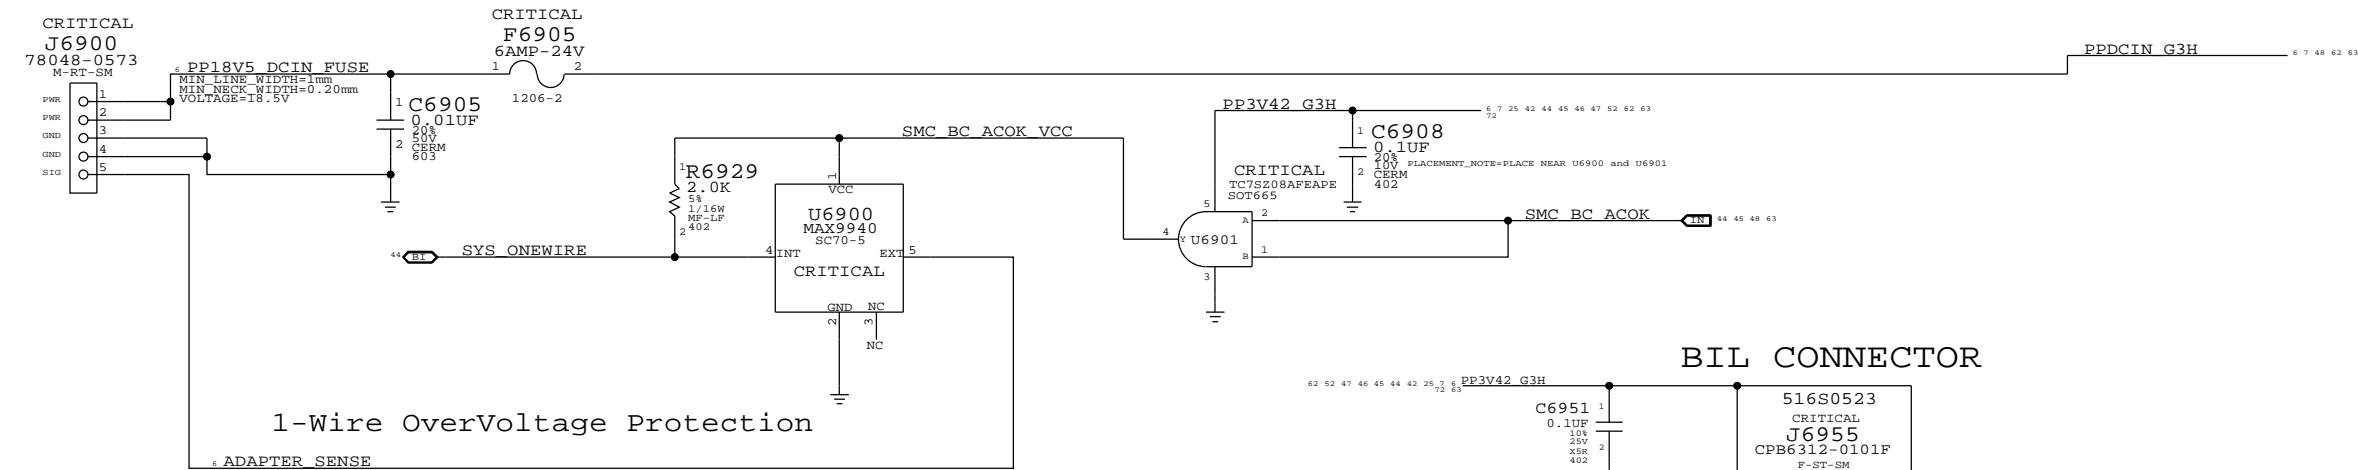 CRITICAL
J6900
78048-0573
M-RT-SM
PWR
1
PWR
2
GND
3
GND
4
SIG
5
6 PP18V5_DCIN_FUSE
MIN_LINE_WIDTH=1mm
MIN_NECK_WIDTH=0.20mm
VOLTAGE=18.5V
CRITICAL
F6905
6AMP-24V
1 2
1206-2
1 C6905
0.01UF
20%
50V
2 CERM
603
PPDCIN_G3H 6 7 48 62 63
PP3V42_G3H 6 7 25 42 44 45 46 47 52 62 63
72
1 C6908
0.1UF
20%
10V PLACEMENT_NOTE=PLACE NEAR U6900 and U6901
2 CERM
402
SMC_BC_ACOK_VCC
1 R6929
2.0K
5%
1/16W
MF-LF
2 402
1
VCC
U6900
MAX9940
SC70-5
4 INT EXT 5
CRITICAL
GND NC
2 3
NC
44 BI SYS_ONEWIRE
CRITICAL
TC7SZ08AFEAPE
SOT665
5
A 2
4 Y U6901
B 1
3
SMC_BC_ACOK IN 44 45 48 63
1-Wire OverVoltage Protection
6 ADAPTER_SENSE
BIL CONNECTOR
62 52 47 46 45 44 42 25 7 6 PP3V42_G3H
72 63
C6951 1
0.1UF
10%
25V 2
X5R
402
516S0523
CRITICAL
J6955
CPB6312-0101F
F-ST-SM